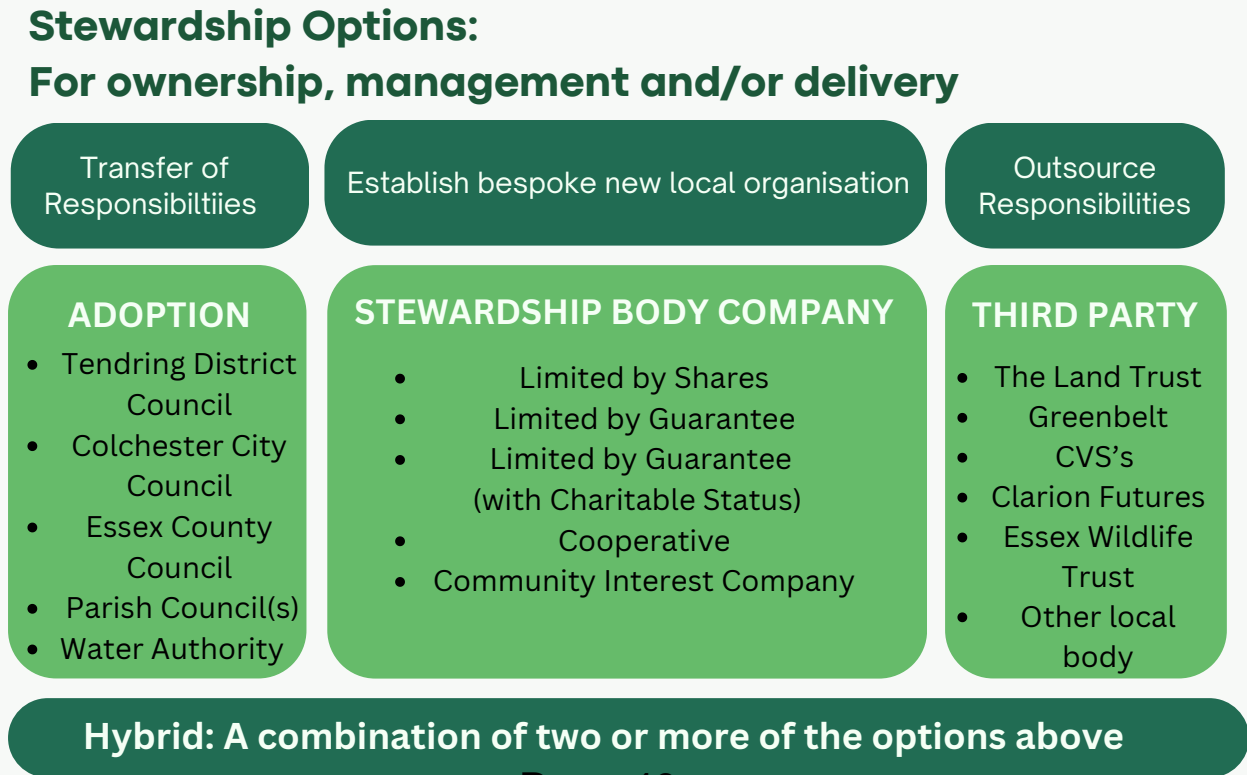 Stewardship Options:
For ownership, management and/or delivery
Transfer of
Responsibiltiies
Establish bespoke new local organisation
Outsource
Responsibilities
ADOPTION
• Tendring District
Council
• Colchester City
Council
• Essex County
Council
• Parish Council(s)
• Water Authority
STEWARDSHIP BODY COMPANY
• Limited by Shares
• Limited by Guarantee
• Limited by Guarantee
(with Charitable Status)
• Cooperative
• Community Interest Company
THIRD PARTY
• The Land Trust
• Greenbelt
• CVS’s
• Clarion Futures
• Essex Wildlife
Trust
• Other local
body
Hybrid: A combination of two or more of the options above